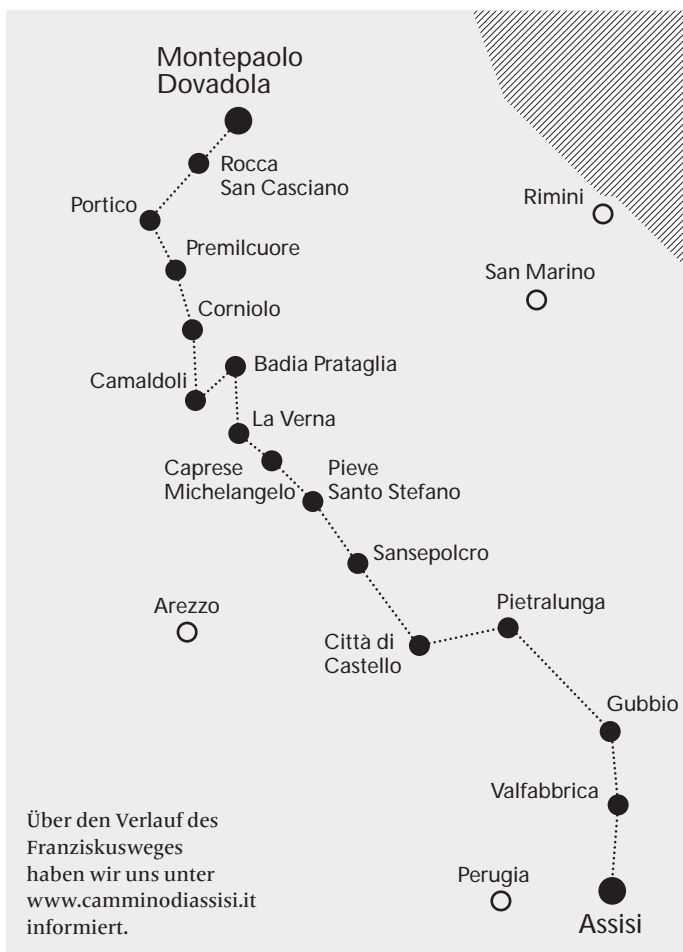 Montepaolo
Dovadola
Rocca
San Casciano
Portico
Rimini
Premilcuore
San Marino
Corniolo
Badia Prataglia
Camaldoli
La Verna
Caprese
Michelangelo
Pieve
Santo Stefano
Sansepolcro
Arezzo
Pietralunga
Città di
Castello
Gubbio
Valfabbrica
Über den Verlauf des
Franziskusweges
haben wir uns unter
www.camminodiassisi.it
informiert.
Perugia
Assisi